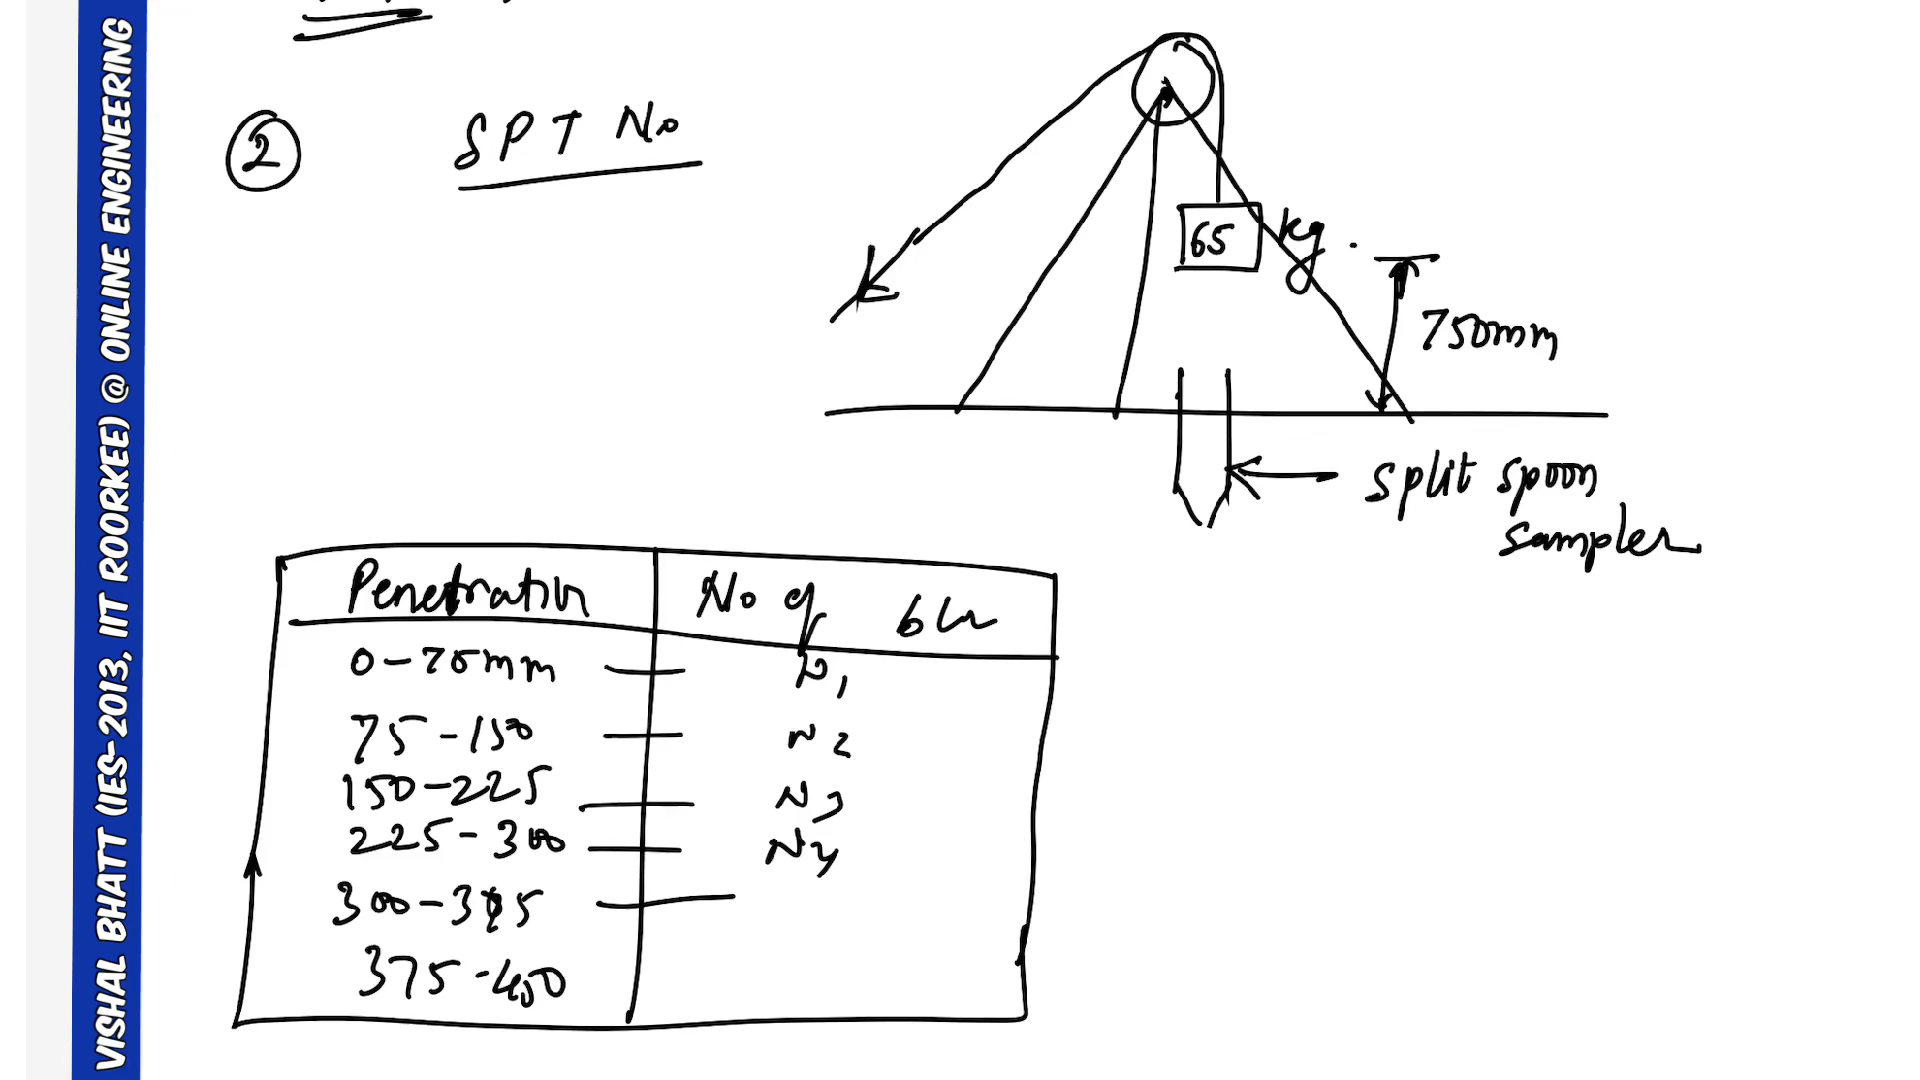 VISHAL BHATT (IES-2013, IIT ROORKEE) @ ONLINE ENGINEERING
2 SPT No
65 kg.
750mm
split spoon
sampler
Penetration No of
0-75mm N1
75-150 N2
150-225 N3
225-300 N4
300-375
375-450